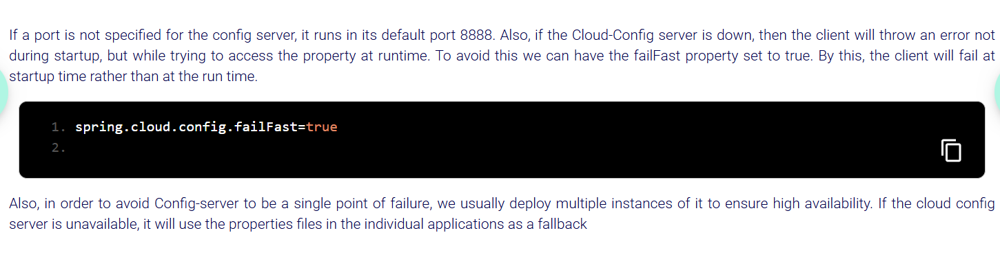 If a port is not specified for the config server, it runs in its default port 8888. Also, if the Cloud-Config server is down, then the client will throw an error not
during startup, but while trying to access the property at runtime. To avoid this we can have the failFast property set to true. By this, the client will fail at
startup time rather than at the run time.
1. spring.cloud.config.failFast=true
2.
Also, in order to avoid Config-server to be a single point of failure, we usually deploy multiple instances of it to ensure high availability. If the cloud config
server is unavailable, it will use the properties files in the individual applications as a fallback